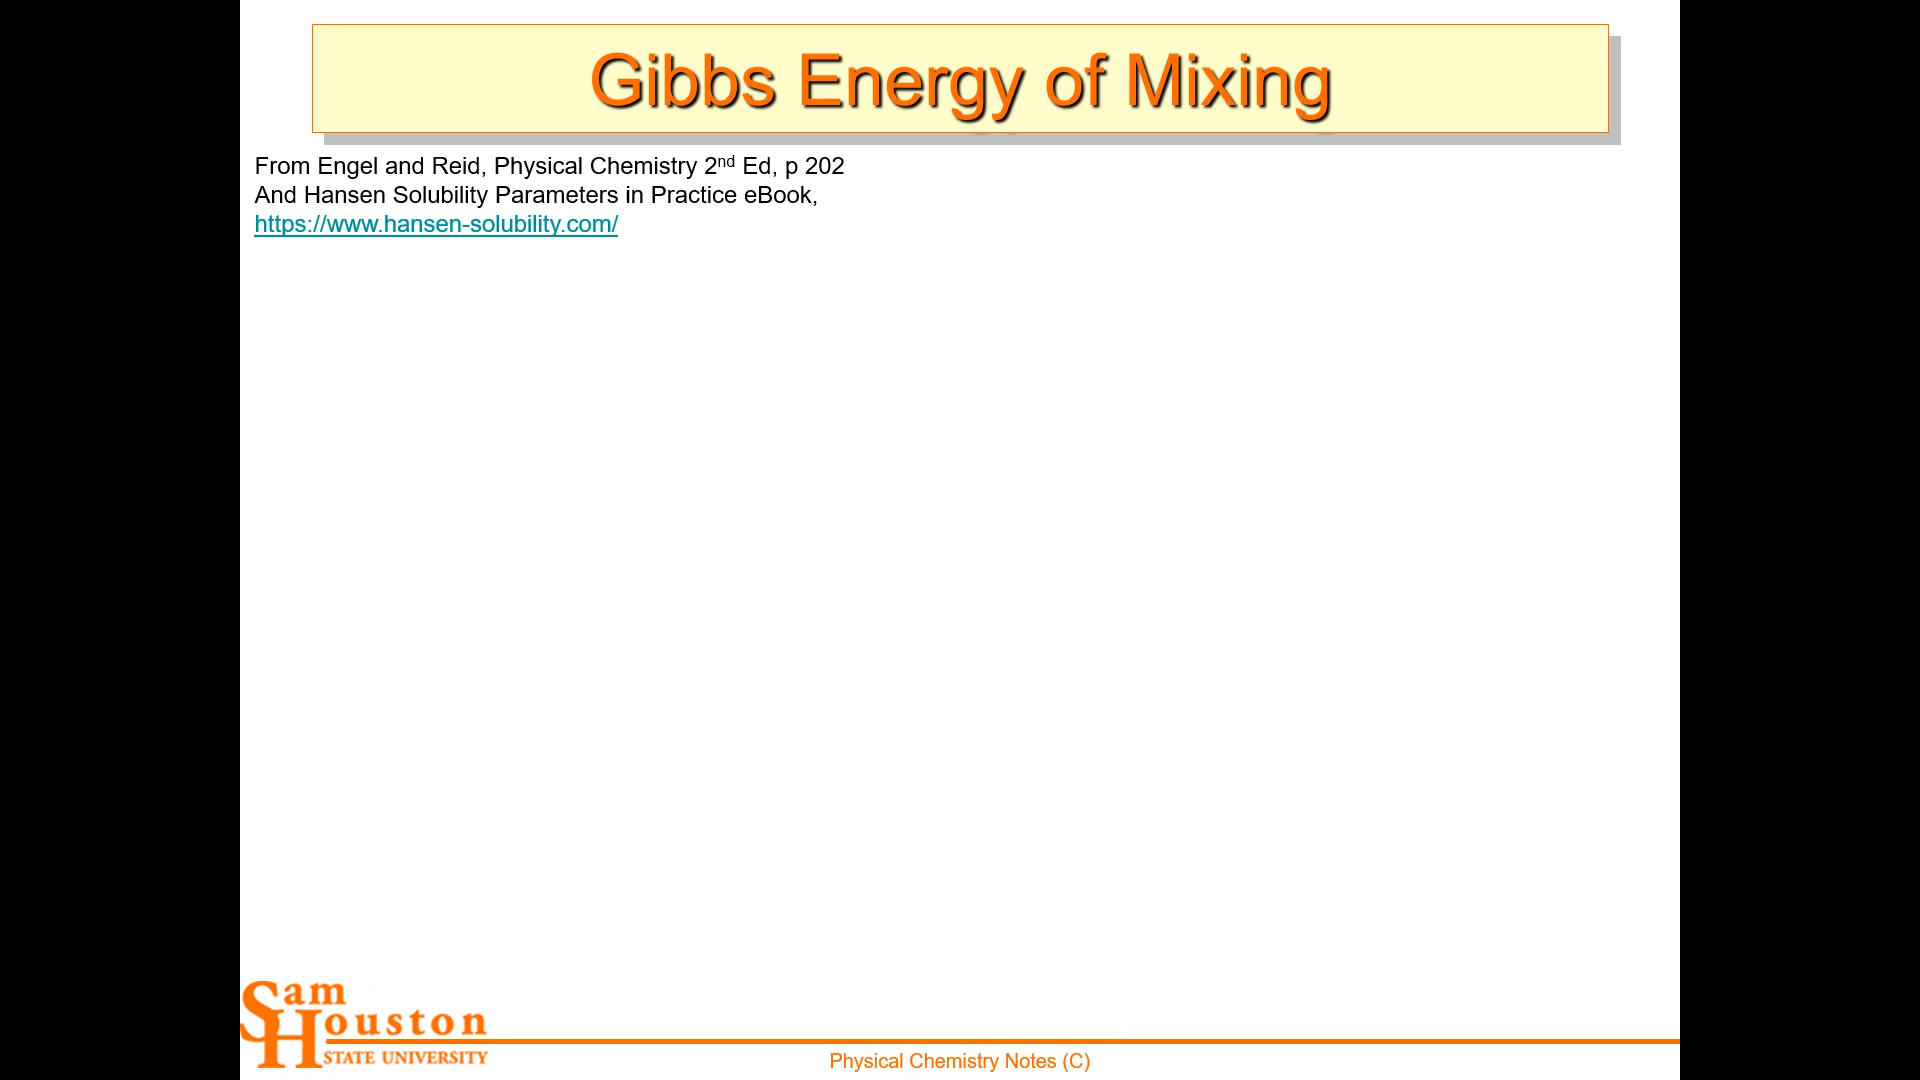 Gibbs Energy of Mixing
From Engel and Reid, Physical Chemistry 2nd Ed, p 202
And Hansen Solubility Parameters in Practice eBook,
https://www.hansen-solubility.com/
Sam
Houston
STATE UNIVERSITY
Physical Chemistry Notes (C)